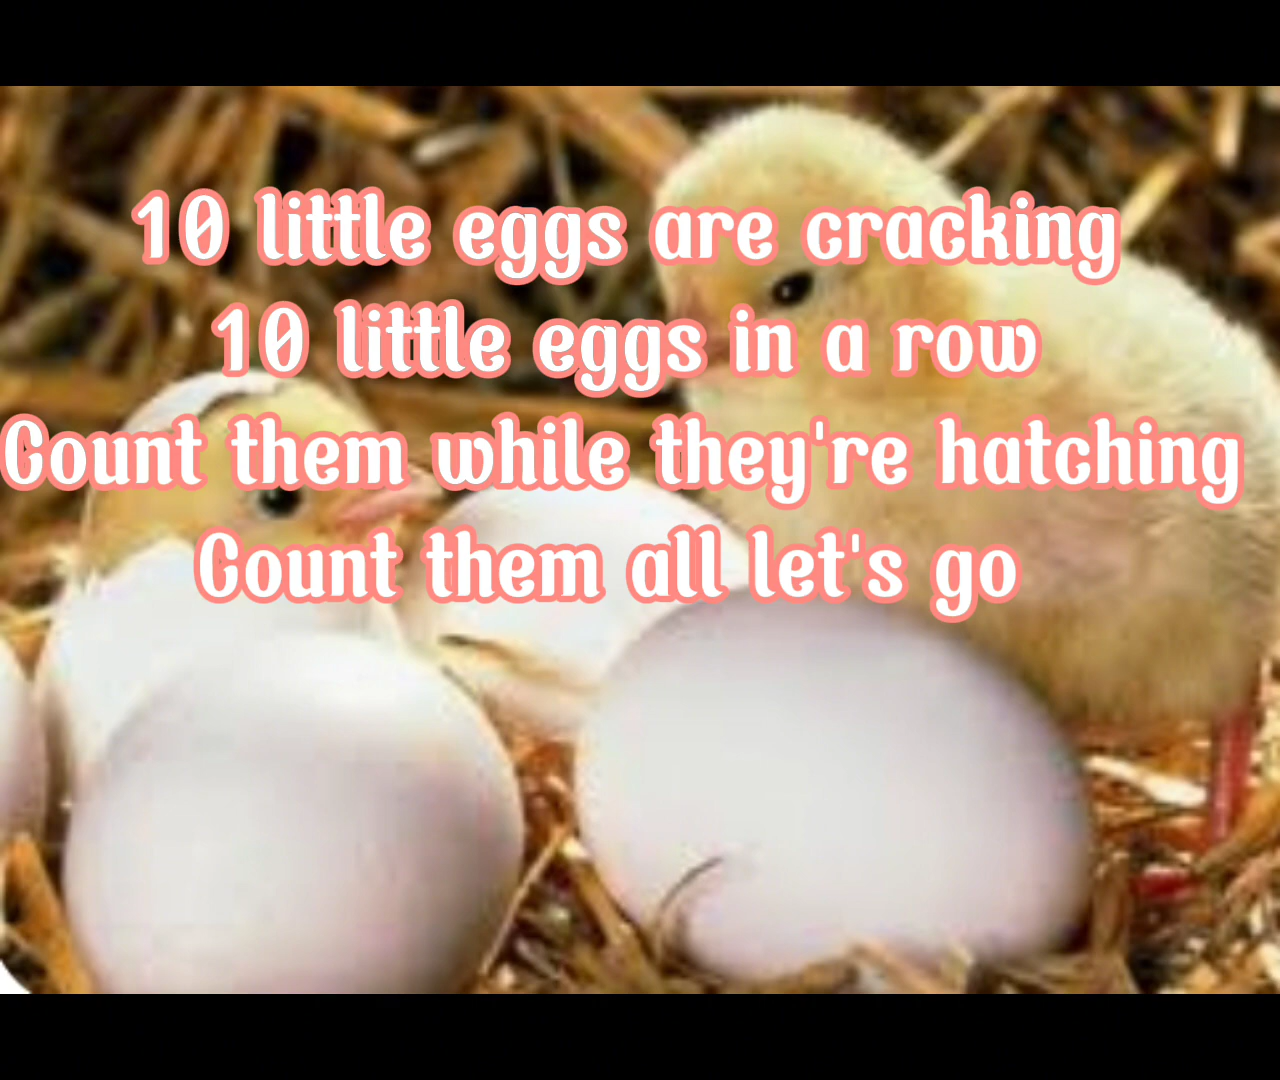 10 little eggs are cracking
10 little eggs in a row
Count them while they're hatching
Count them all let's go